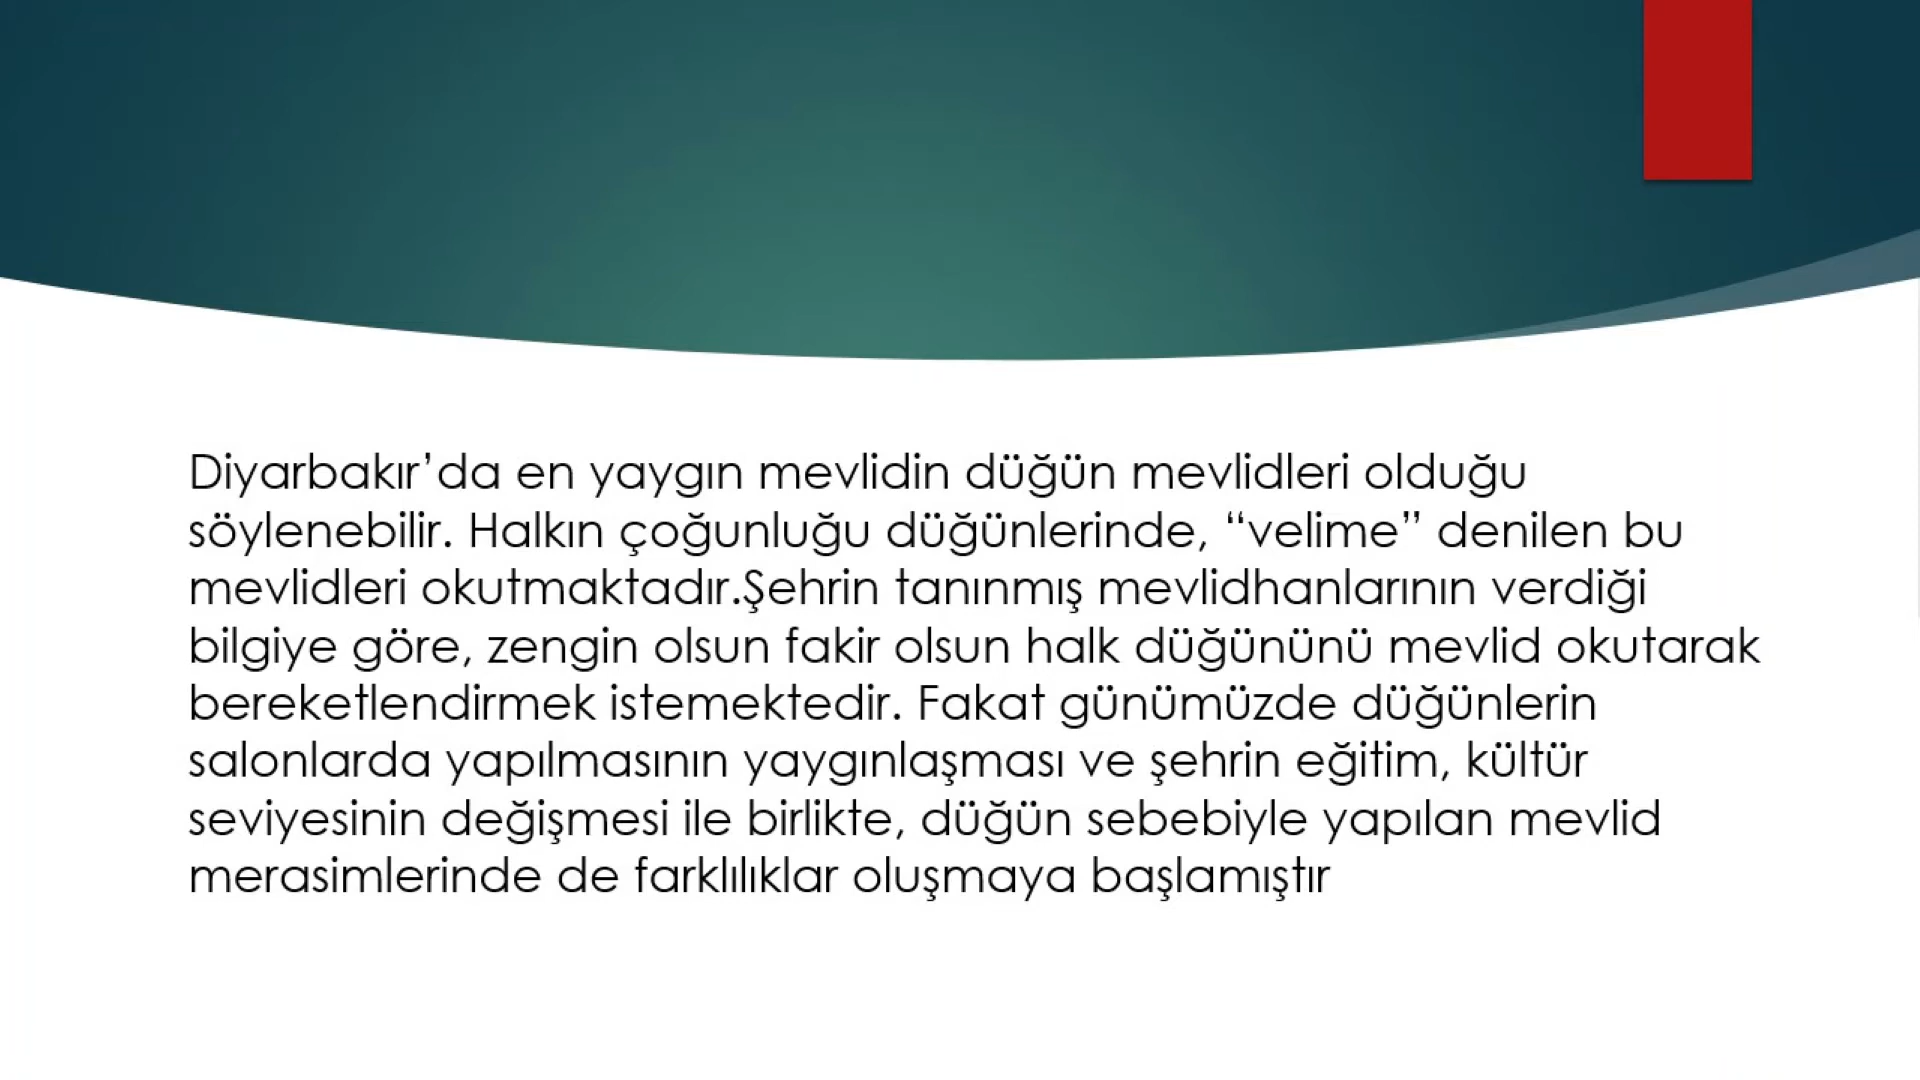 Diyarbakır’da en yaygın mevlidin düğün mevlidleri olduğu
söylenebilir. Halkın çoğunluğu düğünlerinde, “velime” denilen bu
mevlidleri okutmaktadır.Şehrin tanınmış mevlidhanlarının verdiği
bilgiye göre, zengin olsun fakir olsun halk düğününü mevlid okutarak
bereketlendirmek istemektedir. Fakat günümüzde düğünlerin
salonlarda yapılmasının yaygınlaşması ve şehrin eğitim, kültür
seviyesinin değişmesi ile birlikte, düğün sebebiyle yapılan mevlid
merasimlerinde de farklılıklar oluşmaya başlamıştır